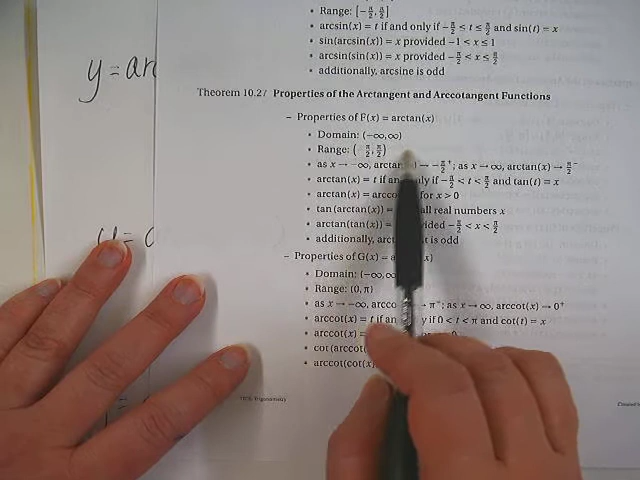 • Range: [−π/2, π/2]
• arcsin(x) = t if and only if −π/2 ≤ t ≤ π/2 and sin(t) = x
• sin(arcsin(x)) = x provided −1 < x ≤ 1
• arcsin(sin(x)) = x provided −π/2 < x ≤ π/2
• additionally, arcsine is odd
y = ar
Theorem 10.27 Properties of the Arctangent and Arccotangent Functions
– Properties of F(x) = arctan(x)
• Domain: (−∞, ∞)
• Range: (−π/2, π/2)
• as x → −∞, arctan → −π/2⁺; as x → ∞, arctan(x) → π/2⁻
• arctan(x) = t if only if −π/2 < t < π/2 and tan(t) = x
• arctan(x) = arcco for x > 0
• tan (arctan(x)) = all real numbers x
• arctan(tan(x)) = −π/2 < x < π/2
• additionally, arct is odd
– Properties of G(x) = a x)
• Domain: (−∞, ∞
• Range: (0, π)
• as x → −∞, arcco → π⁻; as x → ∞, arccot(x) → 0⁺
• arccot(x) = t if an y if 0 < t < π and cot(t) = x
• arccot(x) =
• cot (arccot(
• arccot(cot(x)
Trigonometry